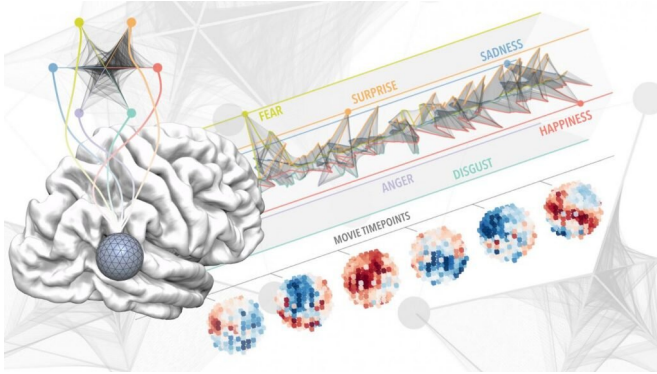 SADNESS
SURPRISE
FEAR
HAPPINESS
DISGUST
ANGER
MOVIE TIMEPOINTS